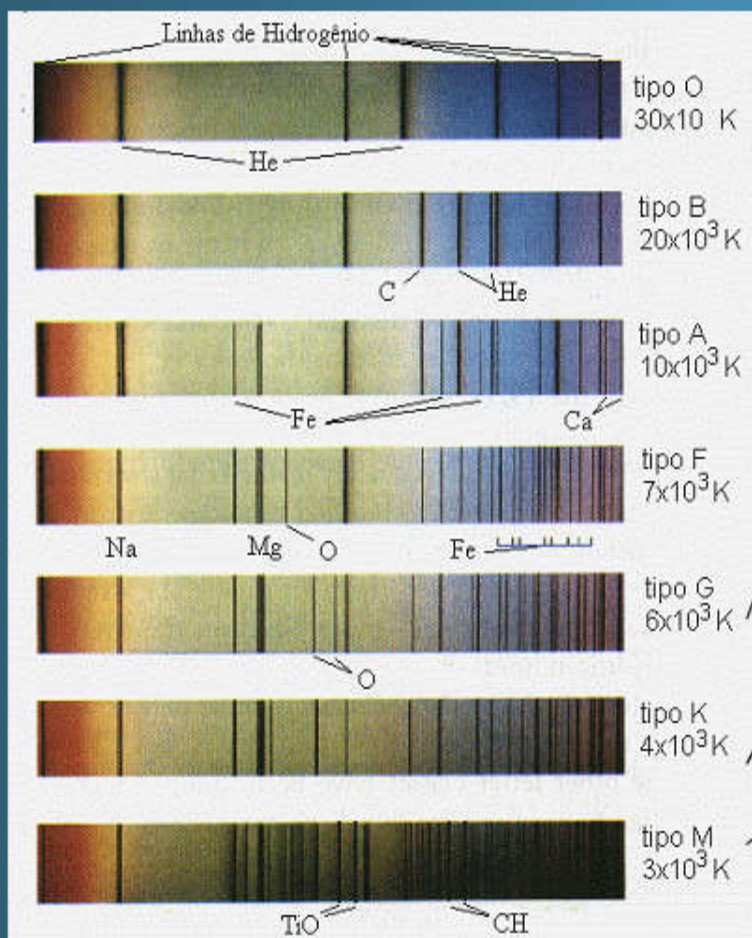 Linhas de Hidrogênio
tipo O
30x10 K
He
tipo B
20x10³K
C
He
tipo A
10x10³K
Fe
Ca
tipo F
7x10³K
Na
Mg
O
Fe
tipo G
6x10³K
O
tipo K
4x10³K
tipo M
3x10³K
TiO
CH